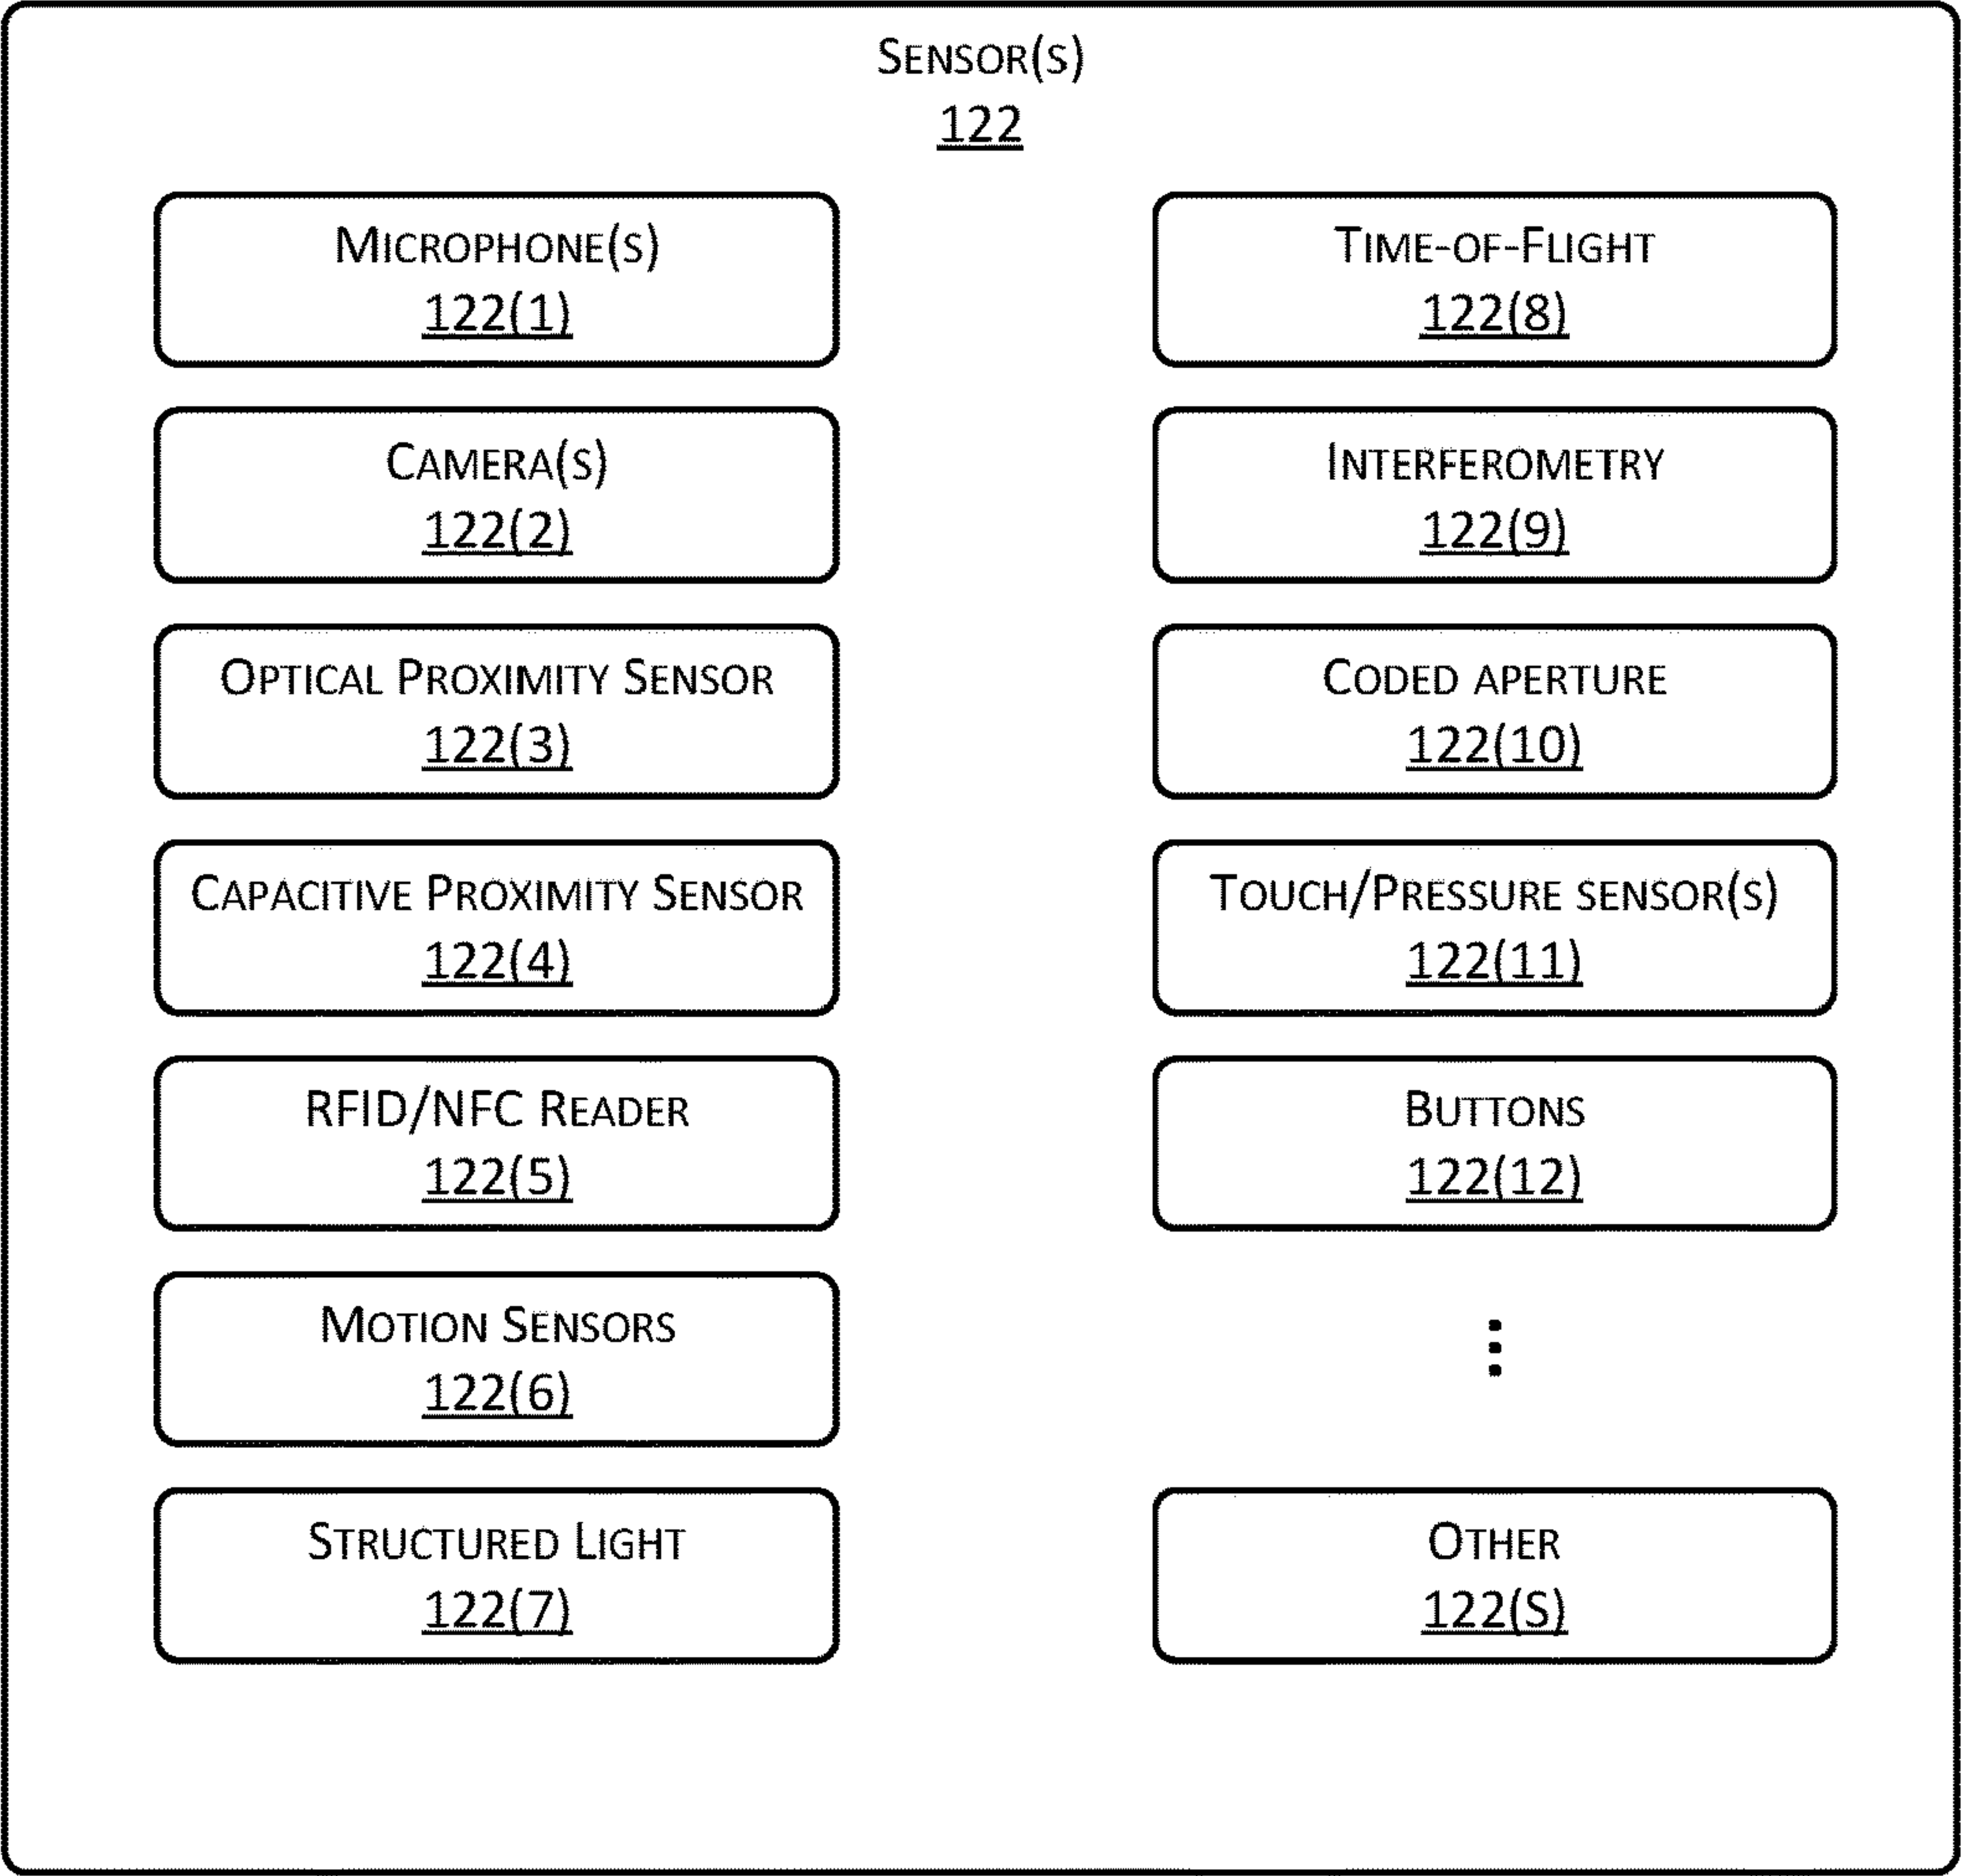 SENSOR(S)
122
MICROPHONE(S)
122(1)
CAMERA(S)
122(2)
OPTICAL PROXIMITY SENSOR
122(3)
CAPACITIVE PROXIMITY SENSOR
122(4)
RFID/NFC READER
122(5)
MOTION SENSORS
122(6)
STRUCTURED LIGHT
122(7)
TIME-OF-FLIGHT
122(8)
INTERFEROMETRY
122(9)
CODED APERTURE
122(10)
TOUCH/PRESSURE SENSOR(S)
122(11)
BUTTONS
122(12)
⋮
OTHER
122(S)